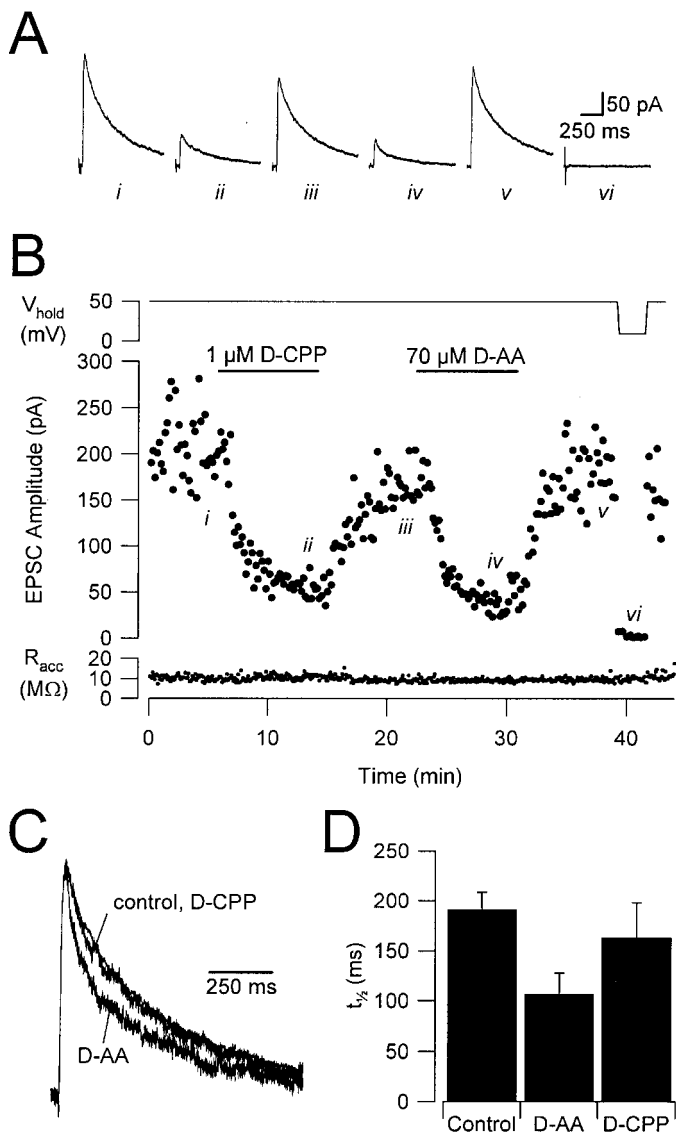 A
50 pA
250 ms
i ii iii iv v vi
B
Vhold
(mV)
50
0
1 µM D-CPP
70 µM D-AA
EPSC Amplitude (pA)
300
250
200
150
100
50
0
i
ii
iii
iv
v
vi
Racc
(MΩ)
20
10
0
0 10 20 30 40
Time (min)
C
control, D-CPP
250 ms
D-AA
D
t½ (ms)
250
200
150
100
50
0
Control D-AA D-CPP